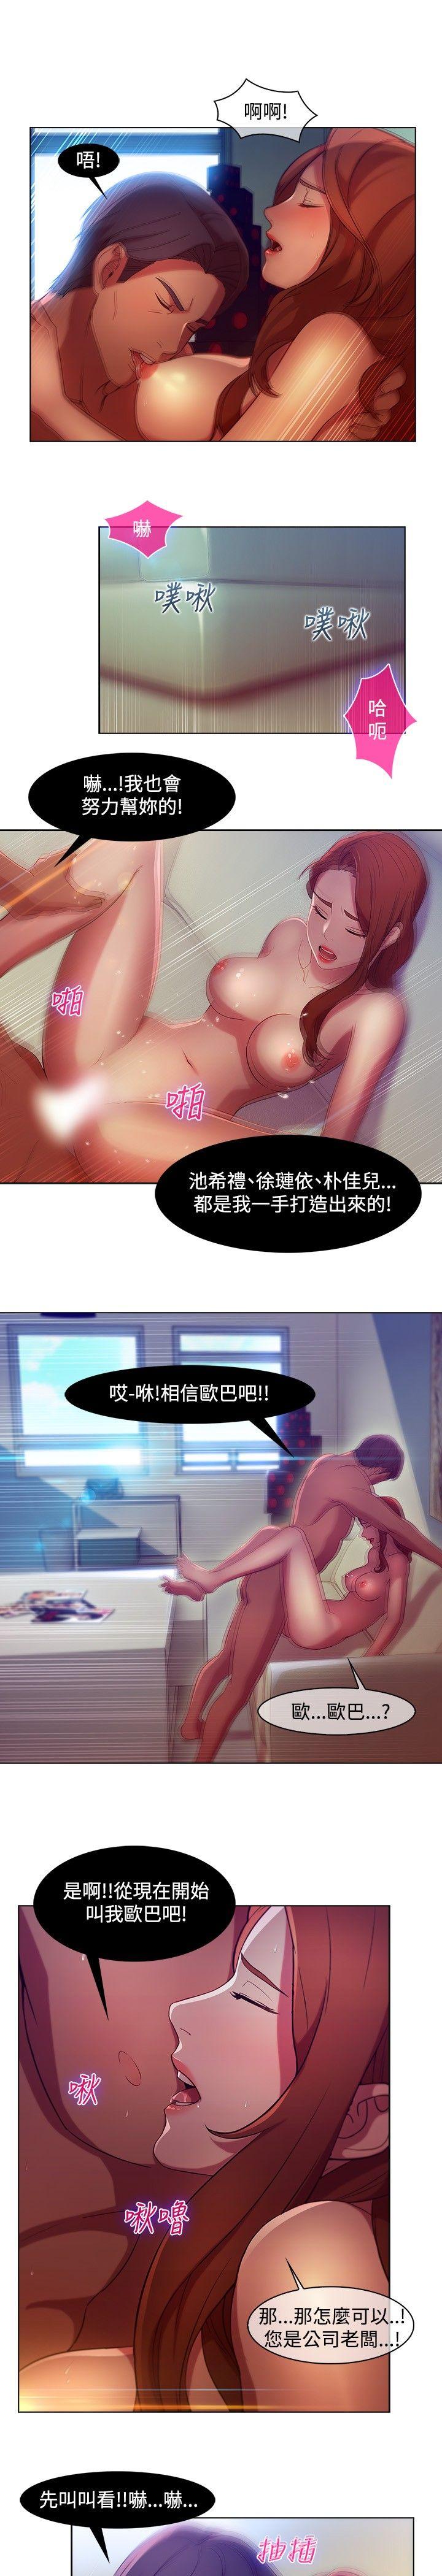 啊啊!
唔!
嚇
噗啾
噗啾
哈
呃
嚇...!我也會
努力幫妳的!
啪
啪
池希禮、徐璉依、朴佳兒...
都是我一手打造出來的!
哎-咻!相信歐巴吧!!
歐...歐巴...?
是啊!!從現在開始
叫我歐巴吧!
啾
啾嚕
那...那怎麼可以..!
您是公司老闆...!
先叫叫看!!嚇...嚇...
抽插